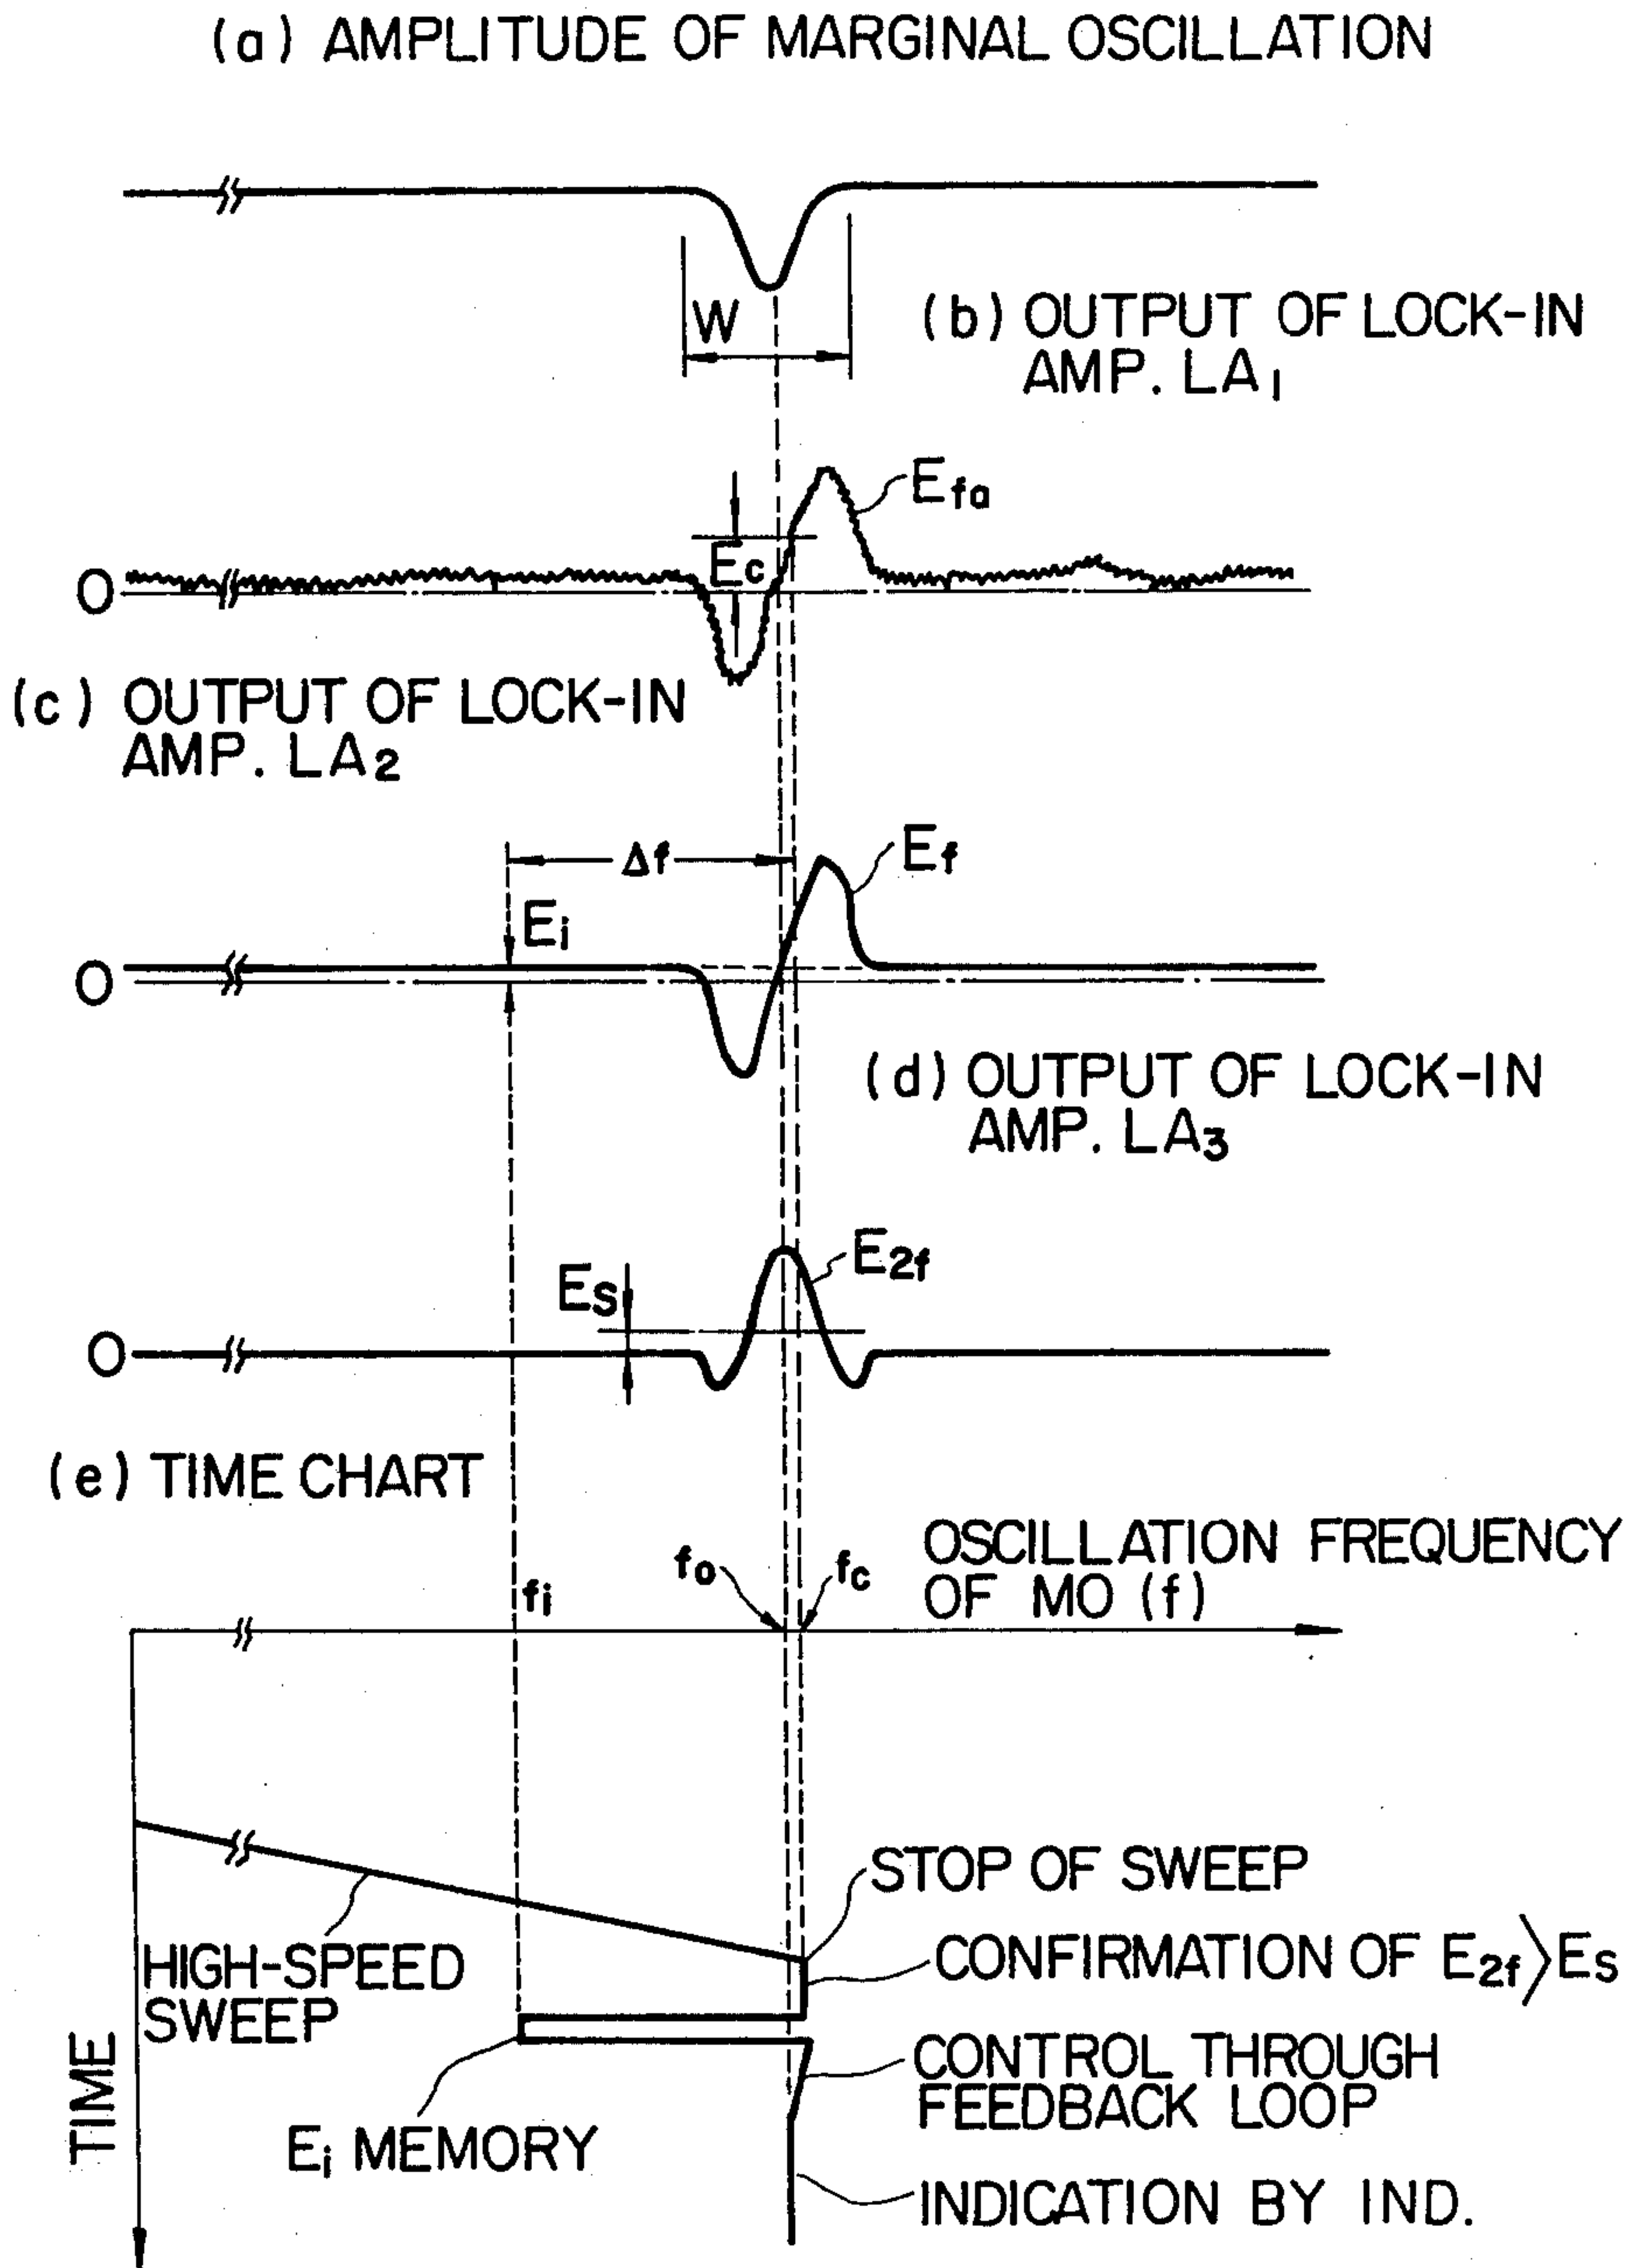 (a) AMPLITUDE OF MARGINAL OSCILLATION
W
(b) OUTPUT OF LOCK-IN
AMP. LA₁
Efa
Ec
O
(c) OUTPUT OF LOCK-IN
AMP. LA₂
Δf
Ef
Ei
O
(d) OUTPUT OF LOCK-IN
AMP. LA₃
E2f
Es
O
(e) TIME CHART
OSCILLATION FREQUENCY
OF MO (f)
fi
fo
fc
STOP OF SWEEP
HIGH-SPEED
SWEEP
CONFIRMATION OF E2f>Es
CONTROL THROUGH
FEEDBACK LOOP
Ei MEMORY
INDICATION BY IND.
TIME